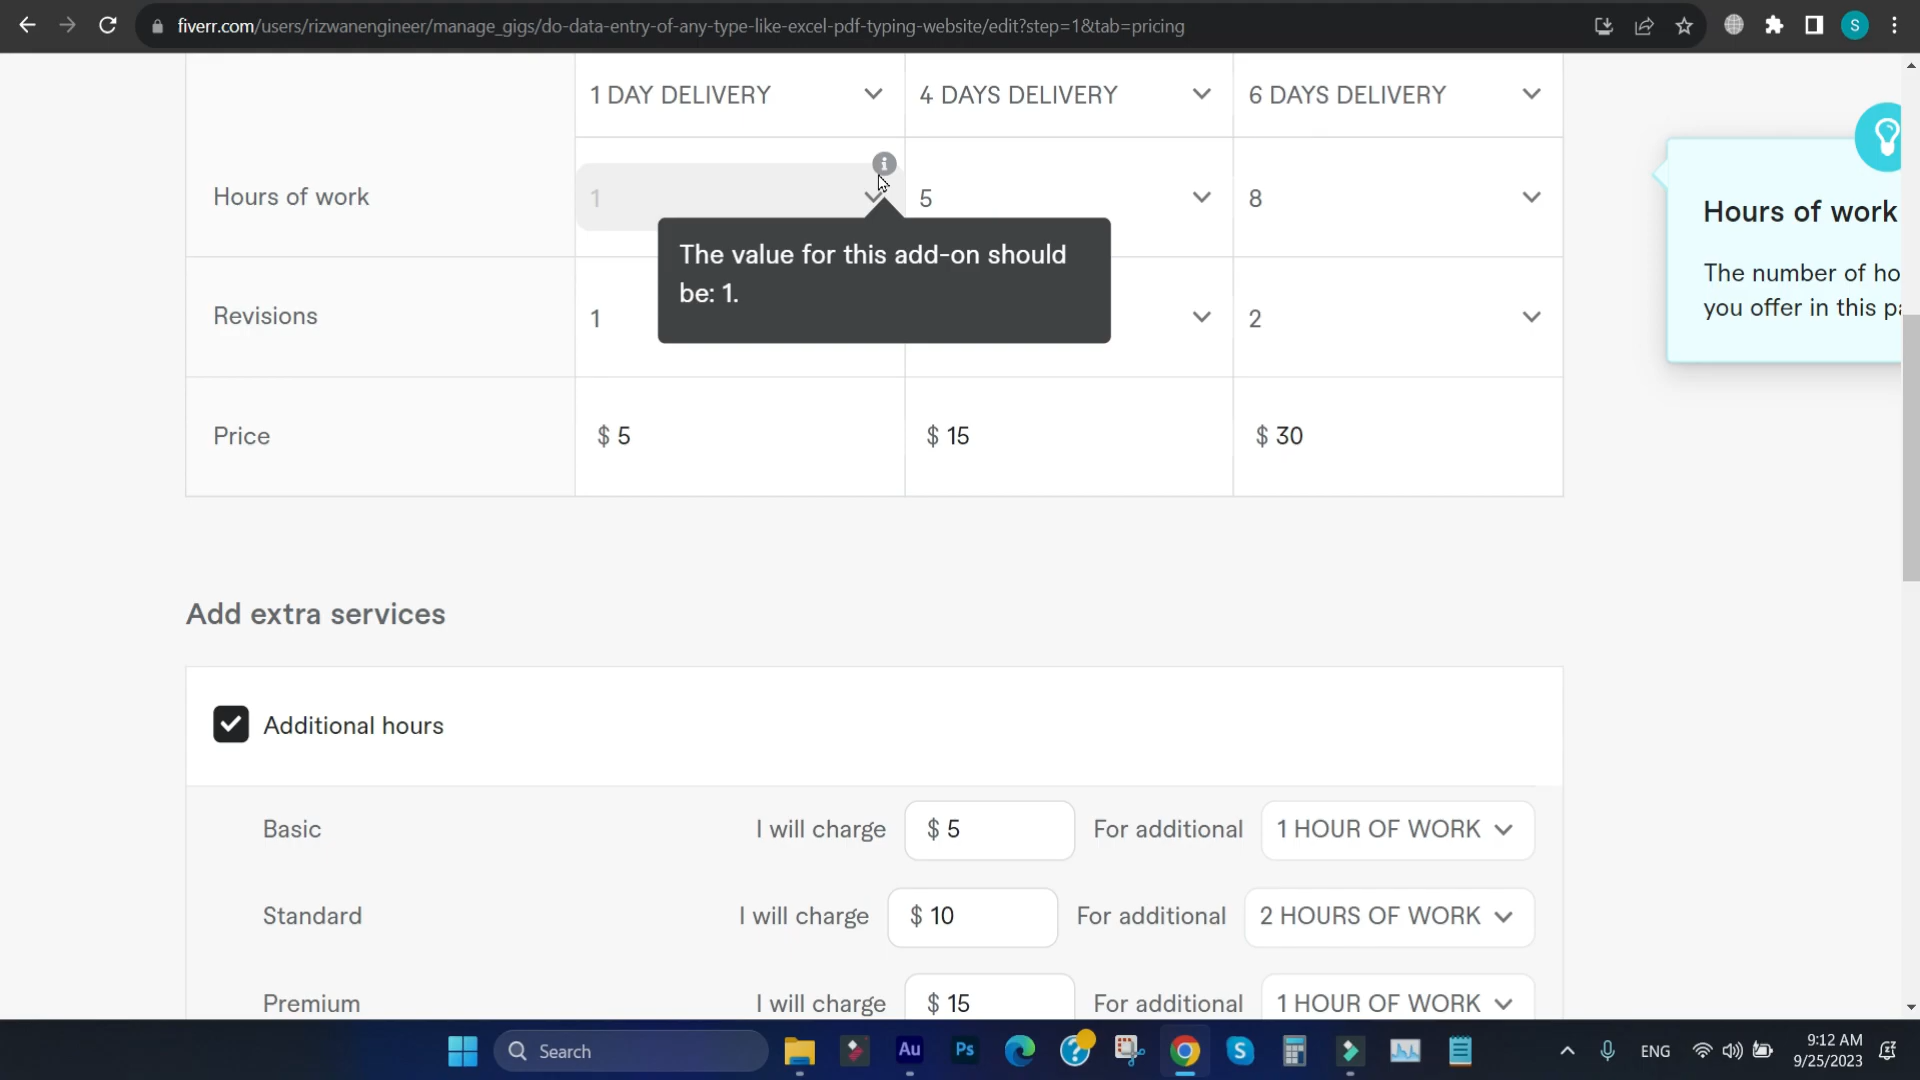 fiverr.com/users/rizwanengineer/manage_gigs/do-data-entry-of-any-type-like-excel-pdf-typing-website/edit?step=1&tab=pricing
S
1 DAY DELIVERY
4 DAYS DELIVERY
6 DAYS DELIVERY
Hours of work
1
5
8
The value for this add-on should
be: 1.
Revisions
1
2
Price
$ 5
$ 15
$ 30
Hours of work
The number of ho
you offer in this pa
Add extra services
Additional hours
Basic
I will charge
$ 5
For additional
1 HOUR OF WORK
Standard
I will charge
$ 10
For additional
2 HOURS OF WORK
Premium
I will charge
$ 15
For additional
1 HOUR OF WORK
Search
Au
Ps
S
ENG
9:12 AM
9/25/2023